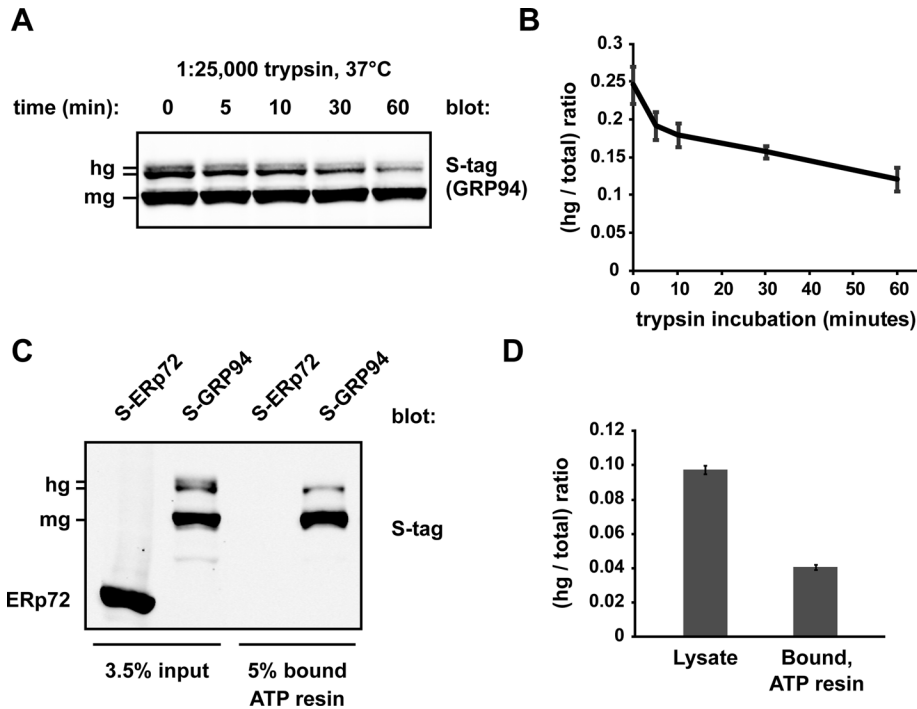 A
1:25,000 trypsin, 37°C
time (min): 0 5 10 30 60 blot:
hg
mg
S-tag
(GRP94)
B
(hg / total) ratio
0.3
0.25
0.2
0.15
0.1
0.05
0
0 10 20 30 40 50 60
trypsin incubation (minutes)
C
S-ERp72 S-GRP94 S-ERp72 S-GRP94
blot:
hg
mg
S-tag
ERp72
3.5% input
5% bound
ATP resin
D
(hg / total) ratio
0.12
0.10
0.08
0.06
0.04
0.02
0
Lysate
Bound,
ATP resin